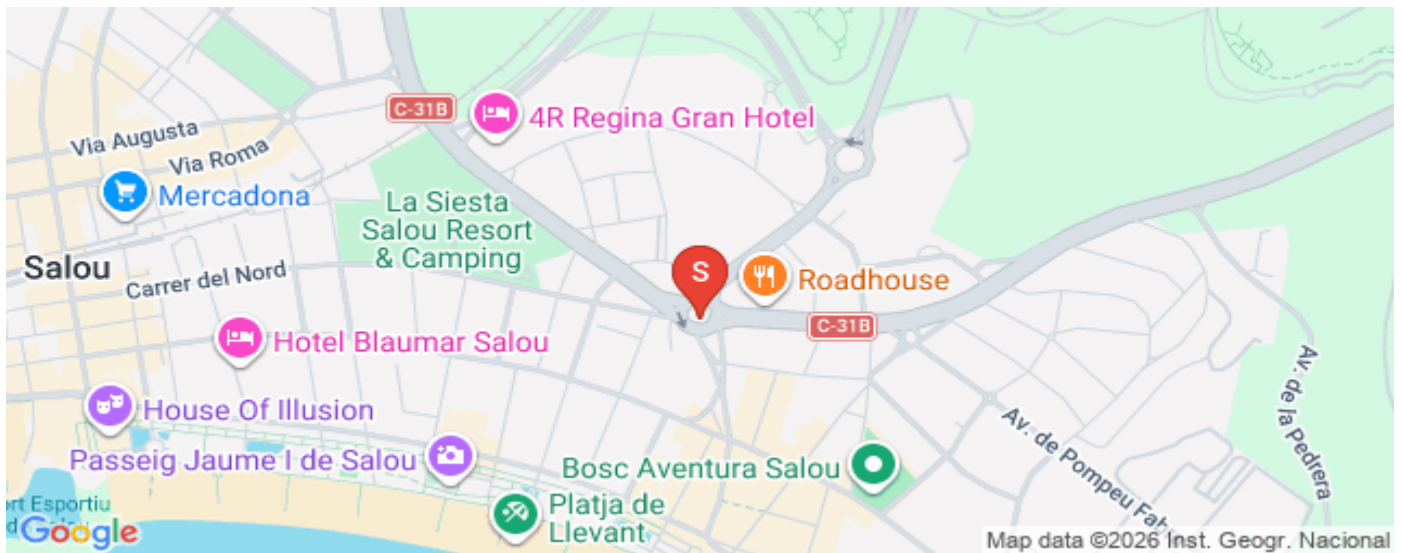 C-31B
4R Regina Gran Hotel
Via Augusta
Via Roma
Mercadona
La Siesta
Salou Resort
& Camping
Salou
Carrer del Nord
S
Roadhouse
C-31B
Hotel Blaumar Salou
House Of Illusion
Av. de la Pedrera
Av. de Pompeu Fab
Passeig Jaume I de Salou
Bosc Aventura Salou
Platja de
Llevant
rt Esportiu
Google
Map data ©2026 Inst. Geogr. Nacional